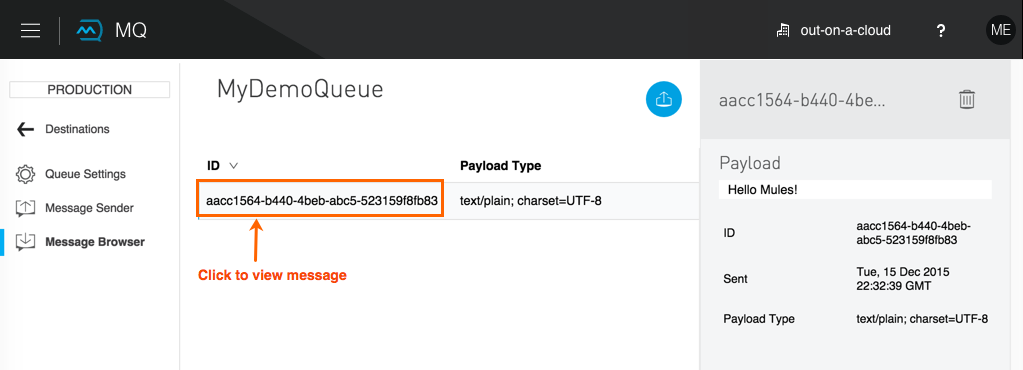 MQ
out-on-a-cloud
?
ME
PRODUCTION
Destinations
Queue Settings
Message Sender
Message Browser
MyDemoQueue
ID
Payload Type
aacc1564-b440-4beb-abc5-523159f8fb83
text/plain; charset=UTF-8
Click to view message
aacc1564-b440-4be...
Payload
Hello Mules!
ID
aacc1564-b440-4beb-
abc5-523159f8fb83
Sent
Tue, 15 Dec 2015
22:32:39 GMT
Payload Type
text/plain; charset=UTF-8